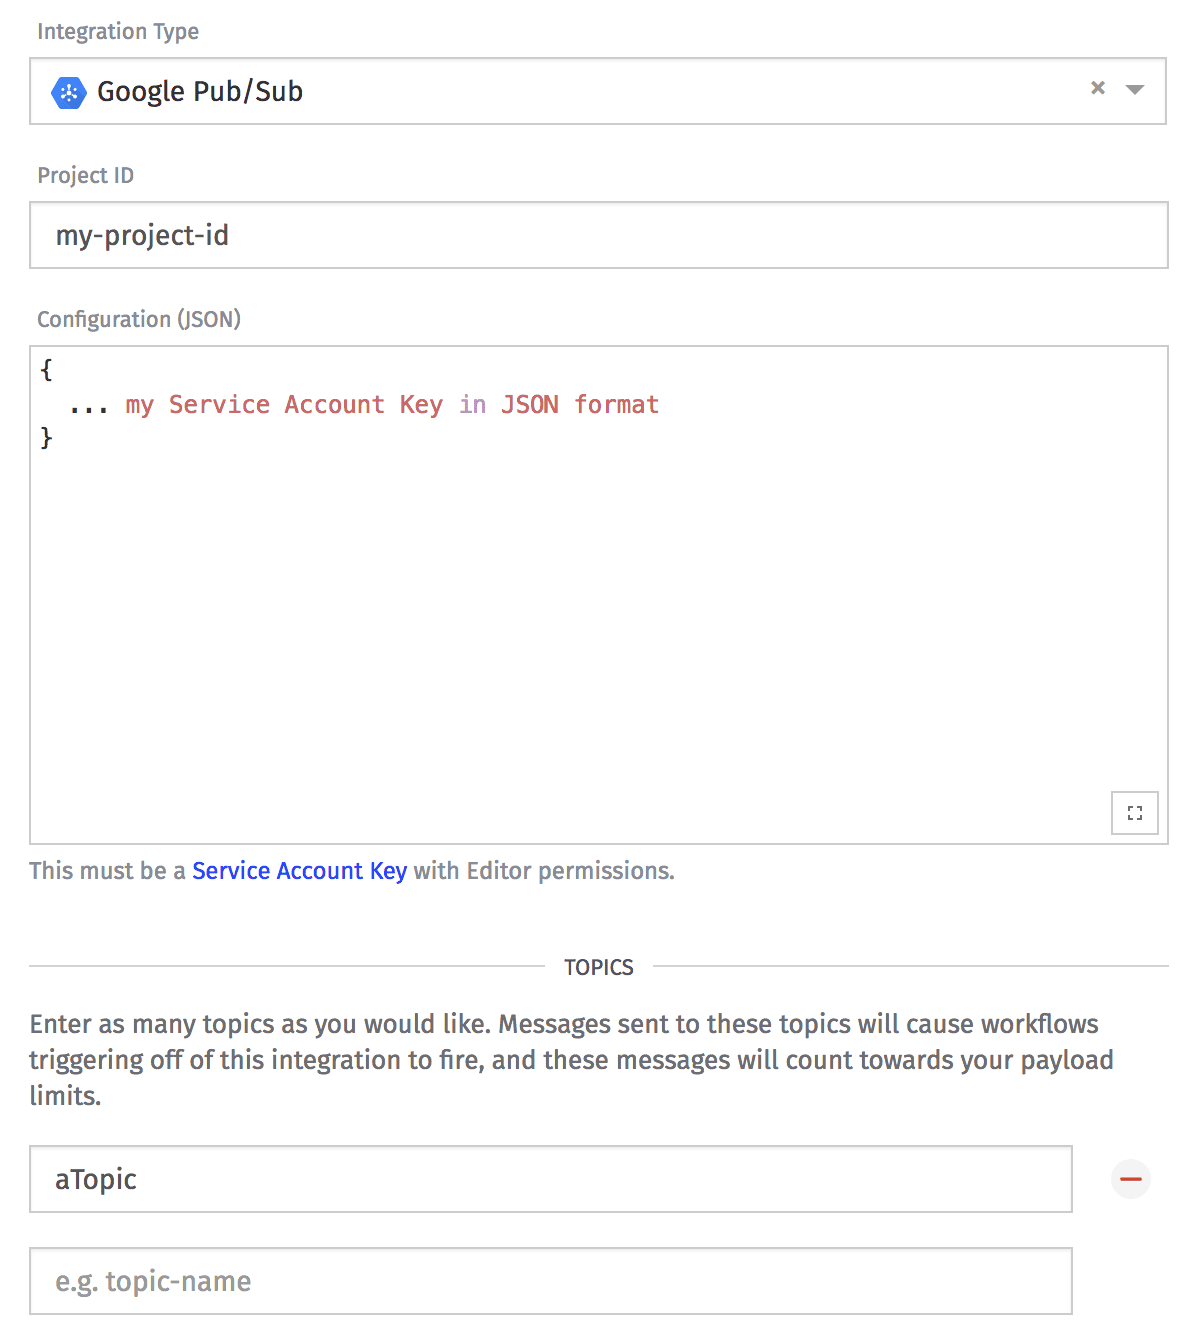 Integration Type
Google Pub/Sub
Project ID
my-project-id
Configuration (JSON)
{
... my Service Account Key in JSON format
}
This must be a Service Account Key with Editor permissions.
TOPICS
Enter as many topics as you would like. Messages sent to these topics will cause workflows
triggering off of this integration to fire, and these messages will count towards your payload
limits.
aTopic
e.g. topic-name